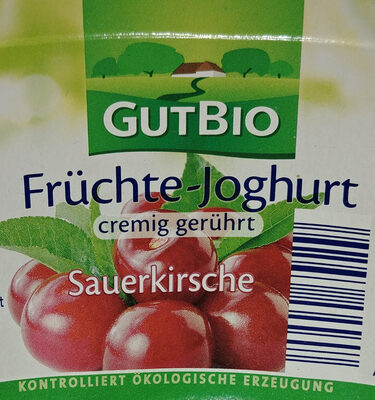 GUTBIO
Früchte-Joghurt
cremig gerührt
Sauerkirsche
KONTROLLIERT ÖKOLOGISCHE ERZEUGUNG